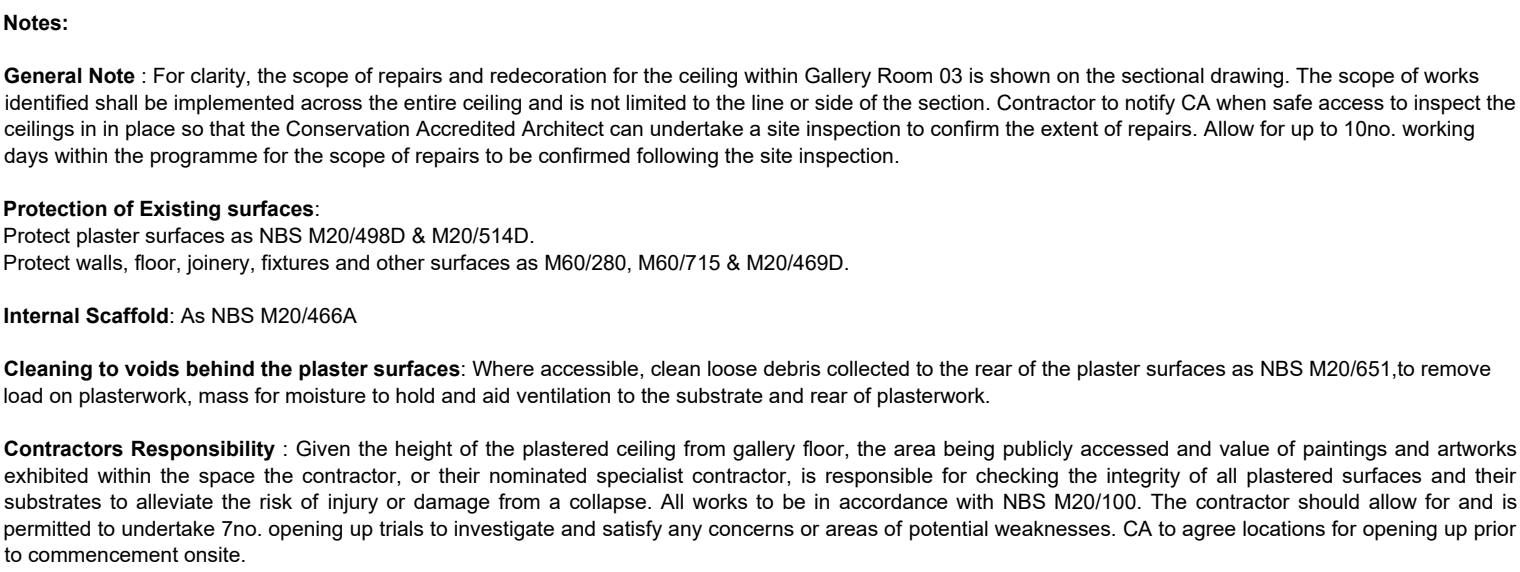 Notes:
General Note : For clarity, the scope of repairs and redecoration for the ceiling within Gallery Room 03 is shown on the sectional drawing. The scope of works
identified shall be implemented across the entire ceiling and is not limited to the line or side of the section. Contractor to notify CA when safe access to inspect the
ceilings in in place so that the Conservation Accredited Architect can undertake a site inspection to confirm the extent of repairs. Allow for up to 10no. working
days within the programme for the scope of repairs to be confirmed following the site inspection.
Protection of Existing surfaces:
Protect plaster surfaces as NBS M20/498D & M20/514D.
Protect walls, floor, joinery, fixtures and other surfaces as M60/280, M60/715 & M20/469D.
Internal Scaffold: As NBS M20/466A
Cleaning to voids behind the plaster surfaces: Where accessible, clean loose debris collected to the rear of the plaster surfaces as NBS M20/651,to remove
load on plasterwork, mass for moisture to hold and aid ventilation to the substrate and rear of plasterwork.
Contractors Responsibility : Given the height of the plastered ceiling from gallery floor, the area being publicly accessed and value of paintings and artworks
exhibited within the space the contractor, or their nominated specialist contractor, is responsible for checking the integrity of all plastered surfaces and their
substrates to alleviate the risk of injury or damage from a collapse. All works to be in accordance with NBS M20/100. The contractor should allow for and is
permitted to undertake 7no. opening up trials to investigate and satisfy any concerns or areas of potential weaknesses. CA to agree locations for opening up prior
to commencement onsite.